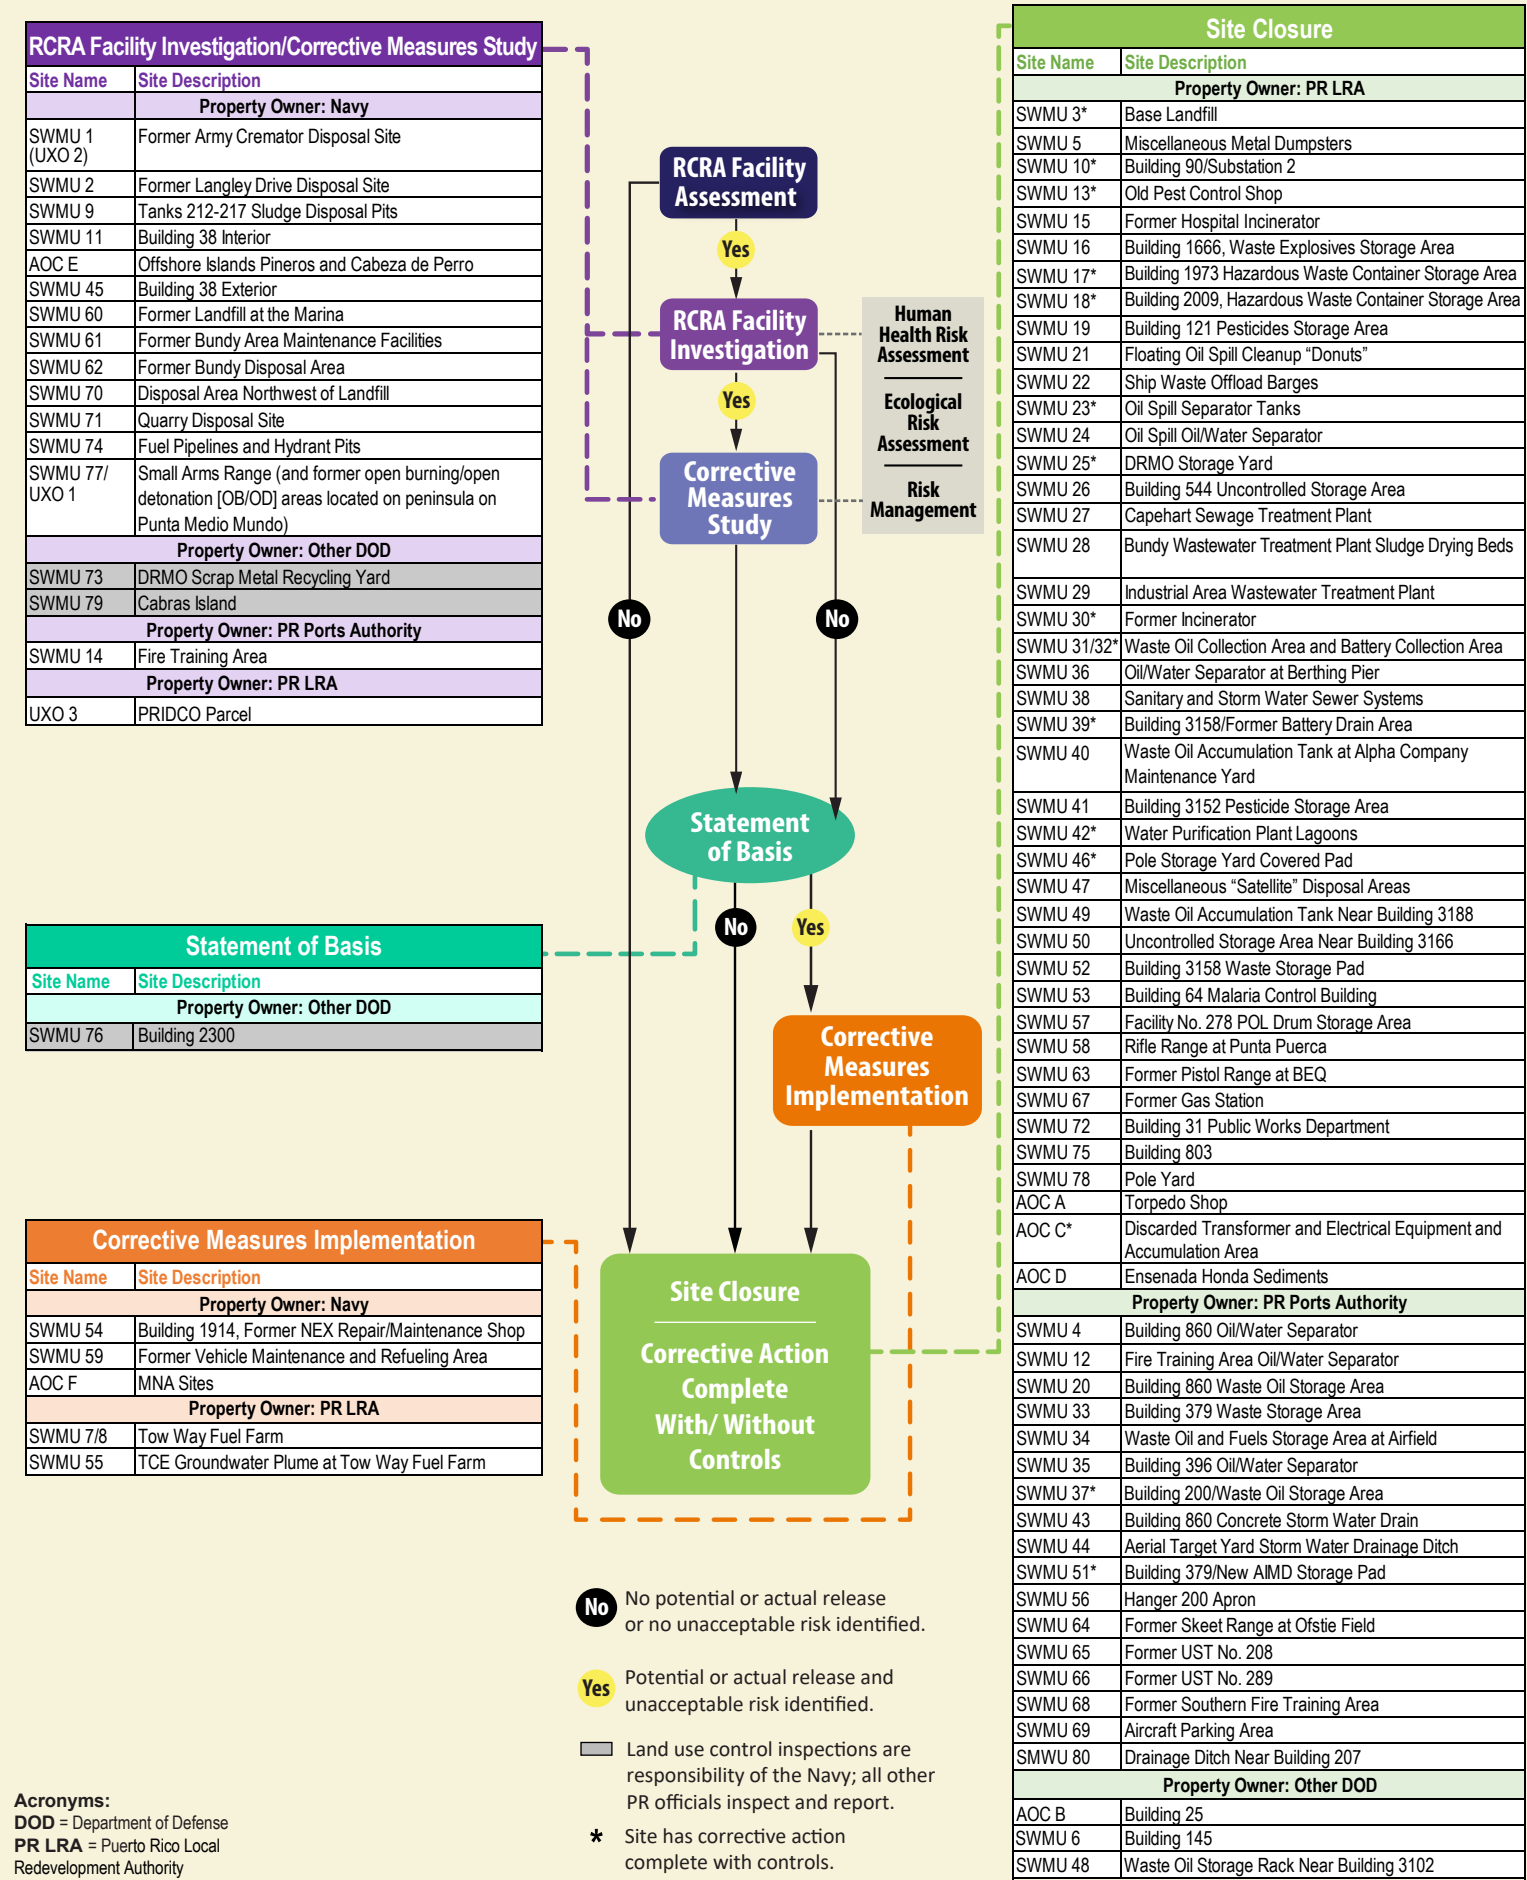 RCRA Facility Investigation/Corrective Measures Study
Site Name Site Description
Property Owner: Navy
SWMU 1 Former Army Cremator Disposal Site
(UXO 2)
SWMU 2 Former Langley Drive Disposal Site
SWMU 9 Tanks 212-217 Sludge Disposal Pits
SWMU 11 Building 38 Interior
AOC E Offshore Islands Pineros and Cabeza de Perro
SWMU 45 Building 38 Exterior
SWMU 60 Former Landfill at the Marina
SWMU 61 Former Bundy Area Maintenance Facilities
SWMU 62 Former Bundy Disposal Area
SWMU 70 Disposal Area Northwest of Landfill
SWMU 71 Quarry Disposal Site
SWMU 74 Fuel Pipelines and Hydrant Pits
SWMU 77/ Small Arms Range (and former open burning/open
UXO 1 detonation [OB/OD] areas located on peninsula on
Punta Medio Mundo)
Property Owner: Other DOD
SWMU 73 DRMO Scrap Metal Recycling Yard
SWMU 79 Cabras Island
Property Owner: PR Ports Authority
SWMU 14 Fire Training Area
Property Owner: PR LRA
UXO 3 PRIDCO Parcel
Statement of Basis
Site Name Site Description
Property Owner: Other DOD
SWMU 76 Building 2300
Corrective Measures Implementation
Site Name Site Description
Property Owner: Navy
SWMU 54 Building 1914, Former NEX Repair/Maintenance Shop
SWMU 59 Former Vehicle Maintenance and Refueling Area
AOC F MNA Sites
Property Owner: PR LRA
SWMU 7/8 Tow Way Fuel Farm
SWMU 55 TCE Groundwater Plume at Tow Way Fuel Farm
Acronyms:
DOD = Department of Defense
PR LRA = Puerto Rico Local
Redevelopment Authority
RCRA Facility
Assessment
Yes
RCRA Facility
Investigation
Yes
Corrective
Measures
Study
Human
Health Risk
Assessment
Ecological
Risk
Assessment
Risk
Management
No
No
Statement
of Basis
No
Yes
Corrective
Measures
Implementation
Site Closure
Corrective Action
Complete
With/ Without
Controls
No No potential or actual release
or no unacceptable risk identified.
Yes Potential or actual release and
unacceptable risk identified.
Land use control inspections are
responsibility of the Navy; all other
PR officials inspect and report.
* Site has corrective action
complete with controls.
Site Closure
Site Name Site Description
Property Owner: PR LRA
SWMU 3* Base Landfill
SWMU 5 Miscellaneous Metal Dumpsters
SWMU 10* Building 90/Substation 2
SWMU 13* Old Pest Control Shop
SWMU 15 Former Hospital Incinerator
SWMU 16 Building 1666, Waste Explosives Storage Area
SWMU 17* Building 1973 Hazardous Waste Container Storage Area
SWMU 18* Building 2009, Hazardous Waste Container Storage Area
SWMU 19 Building 121 Pesticides Storage Area
SWMU 21 Floating Oil Spill Cleanup “Donuts”
SWMU 22 Ship Waste Offload Barges
SWMU 23* Oil Spill Separator Tanks
SWMU 24 Oil Spill Oil/Water Separator
SWMU 25* DRMO Storage Yard
SWMU 26 Building 544 Uncontrolled Storage Area
SWMU 27 Capehart Sewage Treatment Plant
SWMU 28 Bundy Wastewater Treatment Plant Sludge Drying Beds
SWMU 29 Industrial Area Wastewater Treatment Plant
SWMU 30* Former Incinerator
SWMU 31/32* Waste Oil Collection Area and Battery Collection Area
SWMU 36 Oil/Water Separator at Berthing Pier
SWMU 38 Sanitary and Storm Water Sewer Systems
SWMU 39* Building 3158/Former Battery Drain Area
SWMU 40 Waste Oil Accumulation Tank at Alpha Company
Maintenance Yard
SWMU 41 Building 3152 Pesticide Storage Area
SWMU 42* Water Purification Plant Lagoons
SWMU 46* Pole Storage Yard Covered Pad
SWMU 47 Miscellaneous “Satellite” Disposal Areas
SWMU 49 Waste Oil Accumulation Tank Near Building 3188
SWMU 50 Uncontrolled Storage Area Near Building 3166
SWMU 52 Building 3158 Waste Storage Pad
SWMU 53 Building 64 Malaria Control Building
SWMU 57 Facility No. 278 POL Drum Storage Area
SWMU 58 Rifle Range at Punta Puerca
SWMU 63 Former Pistol Range at BEQ
SWMU 67 Former Gas Station
SWMU 72 Building 31 Public Works Department
SWMU 75 Building 803
SWMU 78 Pole Yard
AOC A Torpedo Shop
AOC C* Discarded Transformer and Electrical Equipment and
Accumulation Area
AOC D Ensenada Honda Sediments
Property Owner: PR Ports Authority
SWMU 4 Building 860 Oil/Water Separator
SWMU 12 Fire Training Area Oil/Water Separator
SWMU 20 Building 860 Waste Oil Storage Area
SWMU 33 Building 379 Waste Storage Area
SWMU 34 Waste Oil and Fuels Storage Area at Airfield
SWMU 35 Building 396 Oil/Water Separator
SWMU 37* Building 200/Waste Oil Storage Area
SWMU 43 Building 860 Concrete Storm Water Drain
SWMU 44 Aerial Target Yard Storm Water Drainage Ditch
SWMU 51* Building 379/New AIMD Storage Pad
SWMU 56 Hanger 200 Apron
SWMU 64 Former Skeet Range at Ofstie Field
SWMU 65 Former UST No. 208
SWMU 66 Former UST No. 289
SWMU 68 Former Southern Fire Training Area
SWMU 69 Aircraft Parking Area
SMWU 80 Drainage Ditch Near Building 207
Property Owner: Other DOD
AOC B Building 25
SWMU 6 Building 145
SWMU 48 Waste Oil Storage Rack Near Building 3102